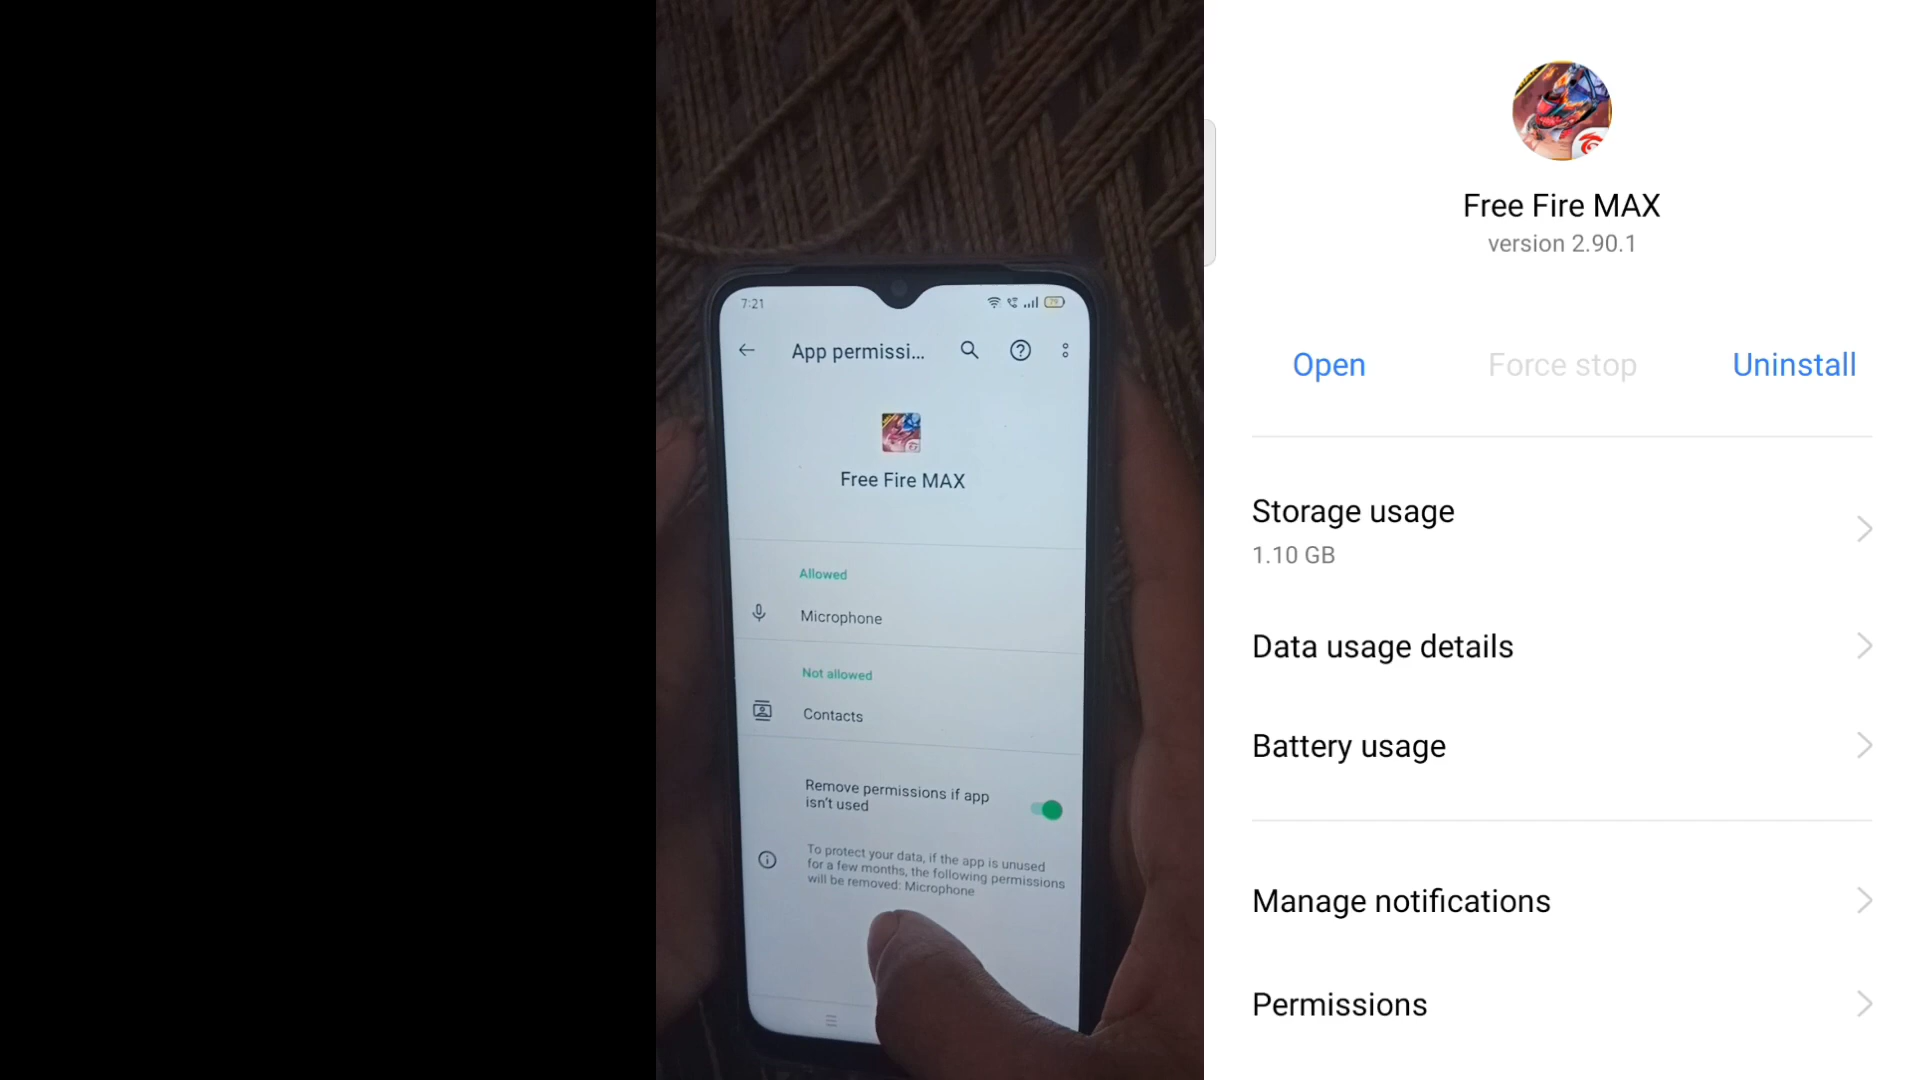 7:21
79
App permissi...
Free Fire MAX
Allowed
Microphone
Not allowed
Contacts
Remove permissions if app
isn't used
To protect your data, if the app is unused
for a few months, the following permissions
will be removed: Microphone
Free Fire MAX
version 2.90.1
Open
Force stop
Uninstall
Storage usage
1.10 GB
Data usage details
Battery usage
Manage notifications
Permissions